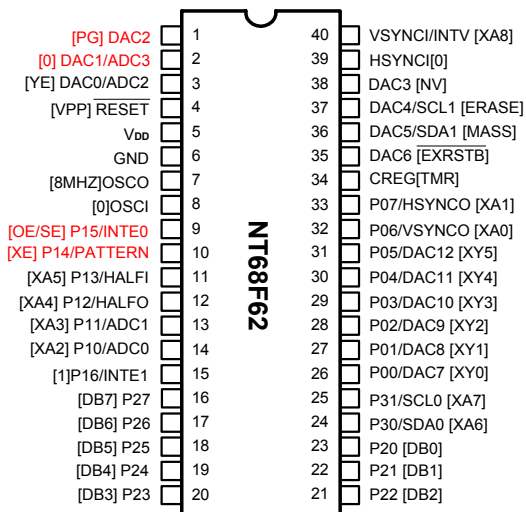 [PG] DAC2 1 40 VSYNCI/INTV [XA8]
[0] DAC1/ADC3 2 39 HSYNCI[0]
[YE] DAC0/ADC2 3 38 DAC3 [NV]
[VPP] RESET 4 37 DAC4/SCL1 [ERASE]
VDD 5 36 DAC5/SDA1 [MASS]
GND 6 35 DAC6 [EXRSTB]
[8MHZ]OSCO 7 34 CREG[TMR]
[0]OSCI 8 33 P07/HSYNCO [XA1]
[OE/SE] P15/INTE0 9 32 P06/VSYNCO [XA0]
[XE] P14/PATTERN 10 31 P05/DAC12 [XY5]
[XA5] P13/HALFI 11 30 P04/DAC11 [XY4]
[XA4] P12/HALFO 12 29 P03/DAC10 [XY3]
[XA3] P11/ADC1 13 28 P02/DAC9 [XY2]
[XA2] P10/ADC0 14 27 P01/DAC8 [XY1]
[1]P16/INTE1 15 26 P00/DAC7 [XY0]
[DB7] P27 16 25 P31/SCL0 [XA7]
[DB6] P26 17 24 P30/SDA0 [XA6]
[DB5] P25 18 23 P20 [DB0]
[DB4] P24 19 22 P21 [DB1]
[DB3] P23 20 21 P22 [DB2]
NT68F62